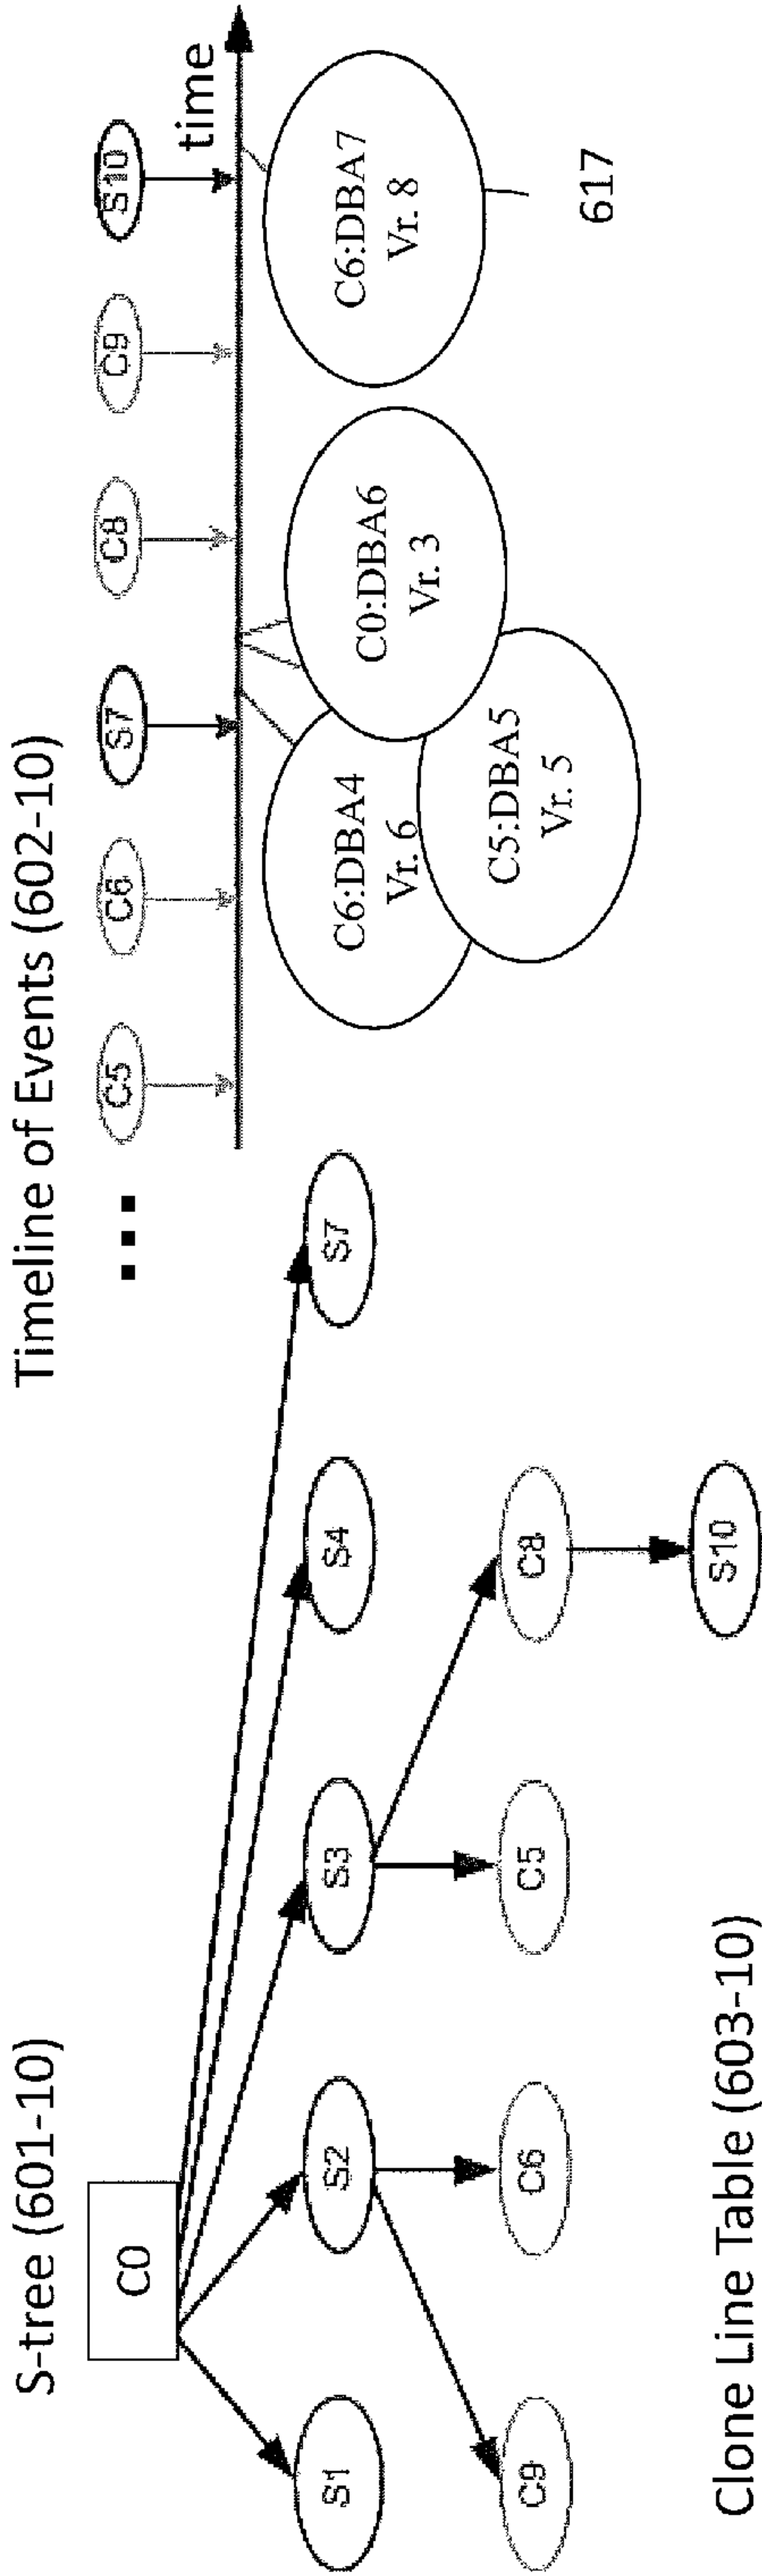 S-tree (601-10)
C0
S1
S2
S3
S4
S7
C9
C6
C5
C8
S10
Clone Line Table (603-10)
Timeline of Events (602-10)
...
C5
C6
S7
C8
C9
S10
time
C6:DBA4
Vr. 6
C5:DBA5
Vr. 5
C0:DBA6
Vr. 3
C6:DBA7
Vr. 8
617